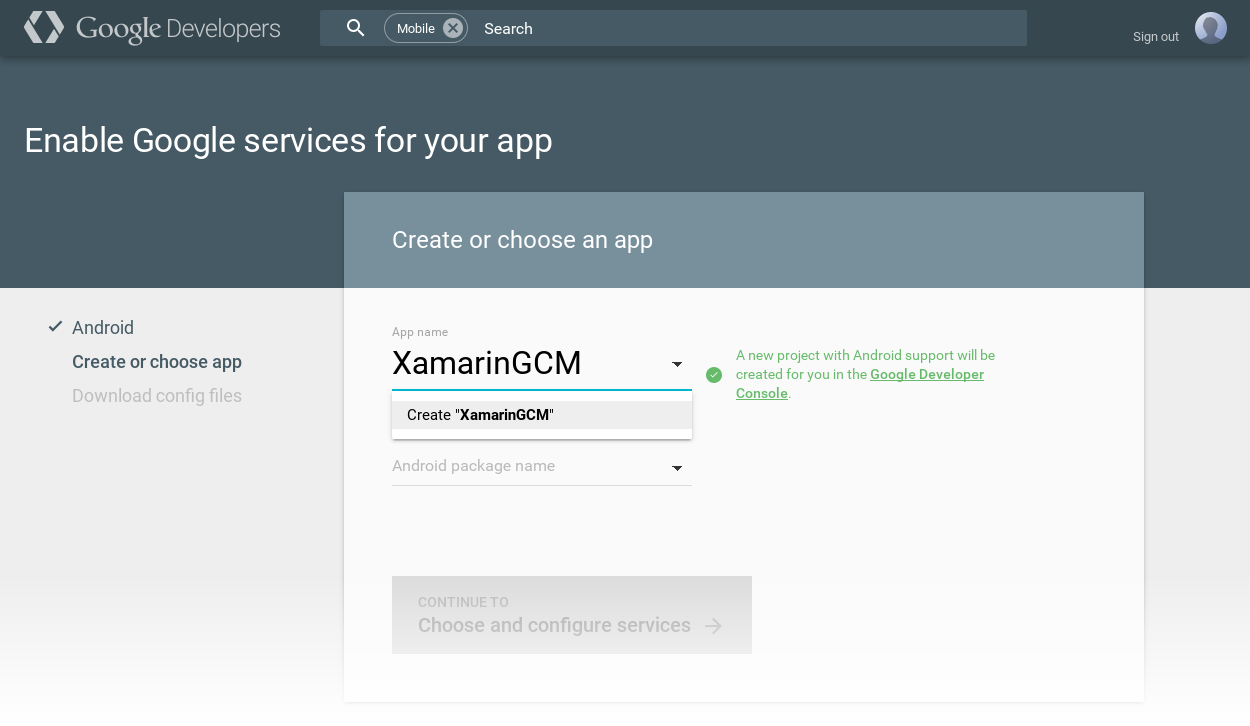 Google Developers
Mobile
Search
Sign out
Enable Google services for your app
Create or choose an app
Android
Create or choose app
Download config files
App name
XamarinGCM
Create "XamarinGCM"
A new project with Android support will be
created for you in the Google Developer
Console.
Android package name
CONTINUE TO
Choose and configure services